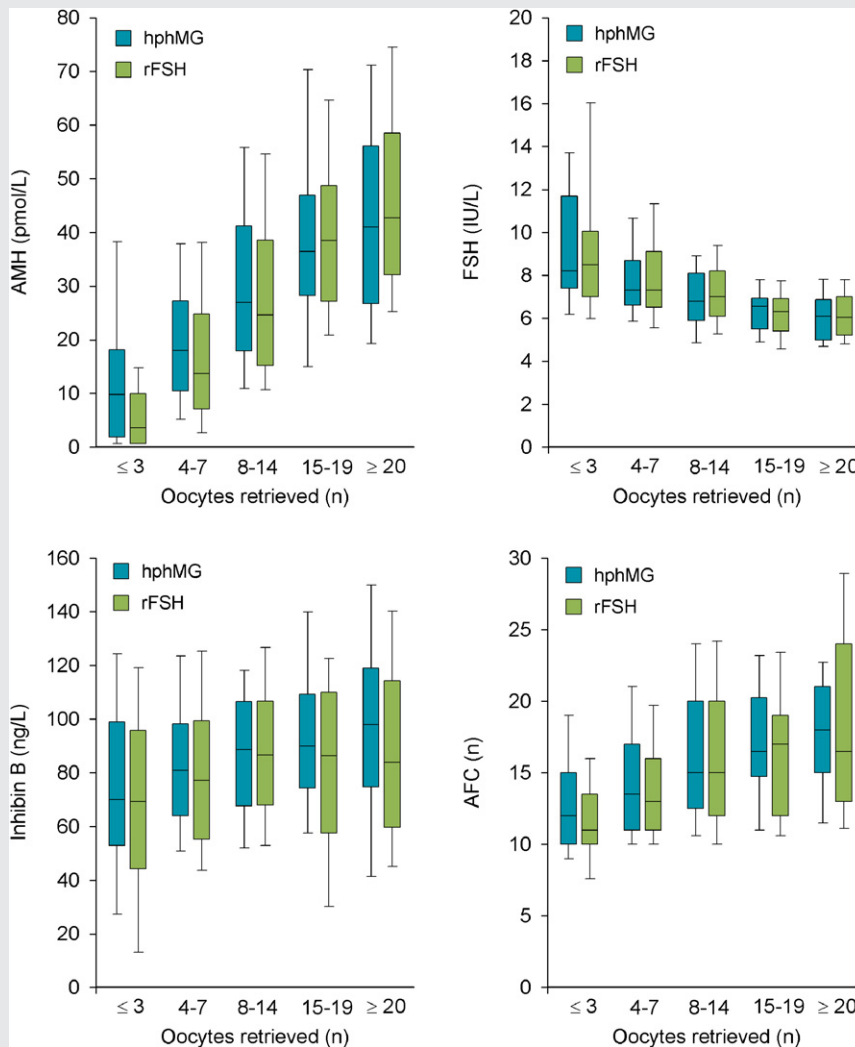 80
70
60
50
40
30
20
10
0
AMH (pmol/L)
hphMG
rFSH
≤ 3 4-7 8-14 15-19 ≥ 20
Oocytes retrieved (n)
20
18
16
14
12
10
8
6
4
2
0
FSH (IU/L)
hphMG
rFSH
≤ 3 4-7 8-14 15-19 ≥ 20
Oocytes retrieved (n)
160
140
120
100
80
60
40
20
0
Inhibin B (ng/L)
hphMG
rFSH
≤ 3 4-7 8-14 15-19 ≥ 20
Oocytes retrieved (n)
30
25
20
15
10
5
0
AFC (n)
hphMG
rFSH
≤ 3 4-7 8-14 15-19 ≥ 20
Oocytes retrieved (n)